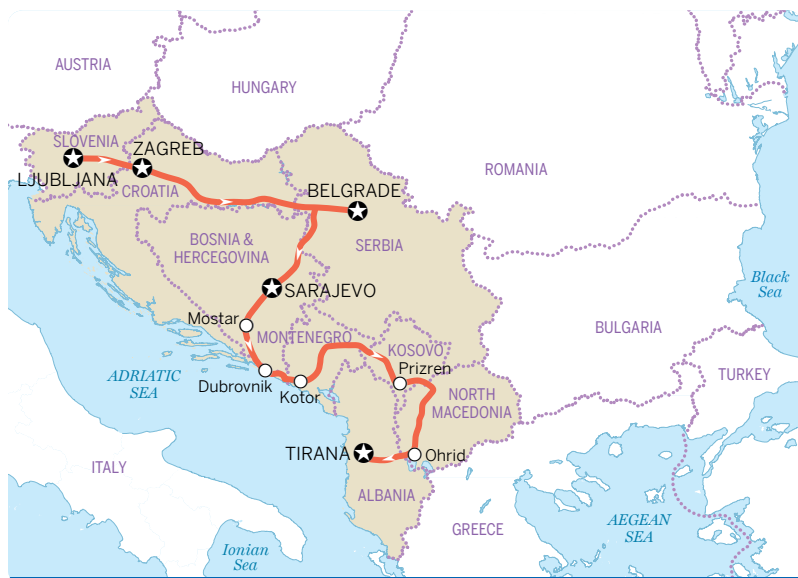 AUSTRIA
HUNGARY
SLOVENIA
ZAGREB
LJUBLJANA
CROATIA
ROMANIA
BELGRADE
BOSNIA &
HERCEGOVINA
SERBIA
SARAJEVO
Black
Sea
Mostar
MONTENEGRO
BULGARIA
KOSOVO
Prizren
ADRIATIC
SEA
Dubrovnik
Kotor
NORTH
MACEDONIA
TURKEY
TIRANA
Ohrid
ITALY
ALBANIA
GREECE
AEGEAN
SEA
Ionian
Sea